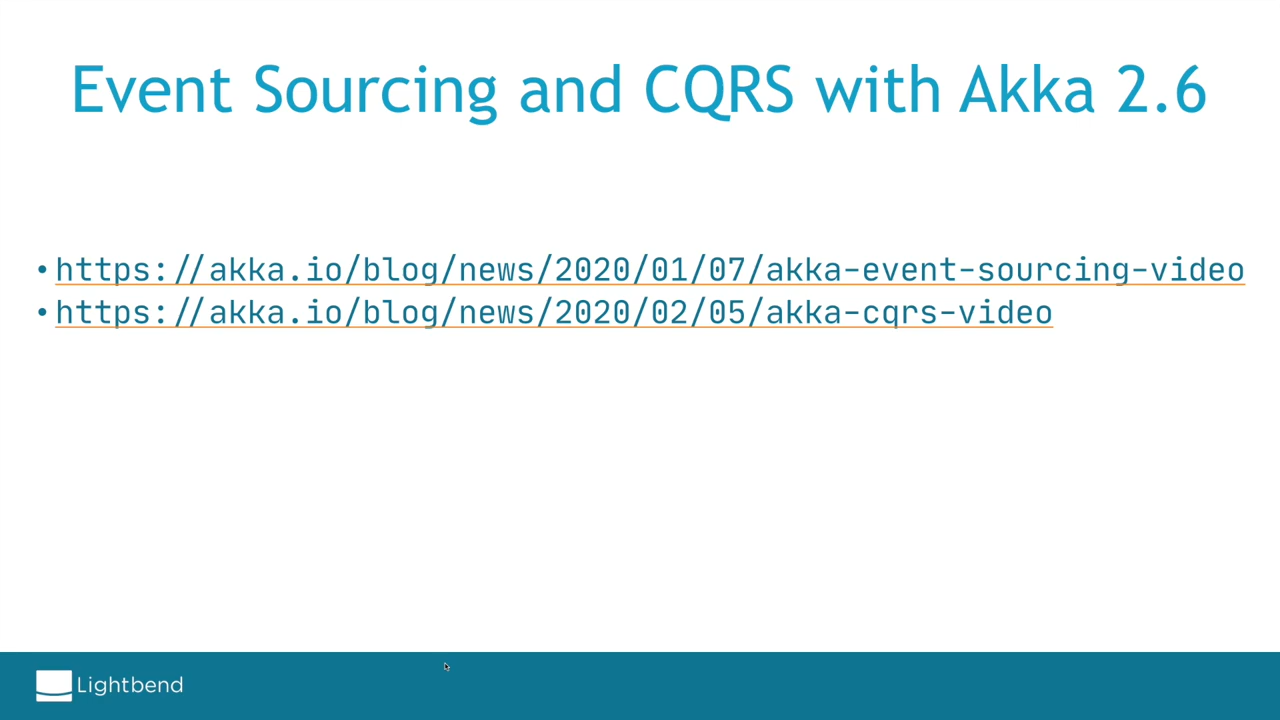 Event Sourcing and CQRS with Akka 2.6
• https://akka.io/blog/news/2020/01/07/akka-event-sourcing-video
• https://akka.io/blog/news/2020/02/05/akka-cqrs-video
Lightbend